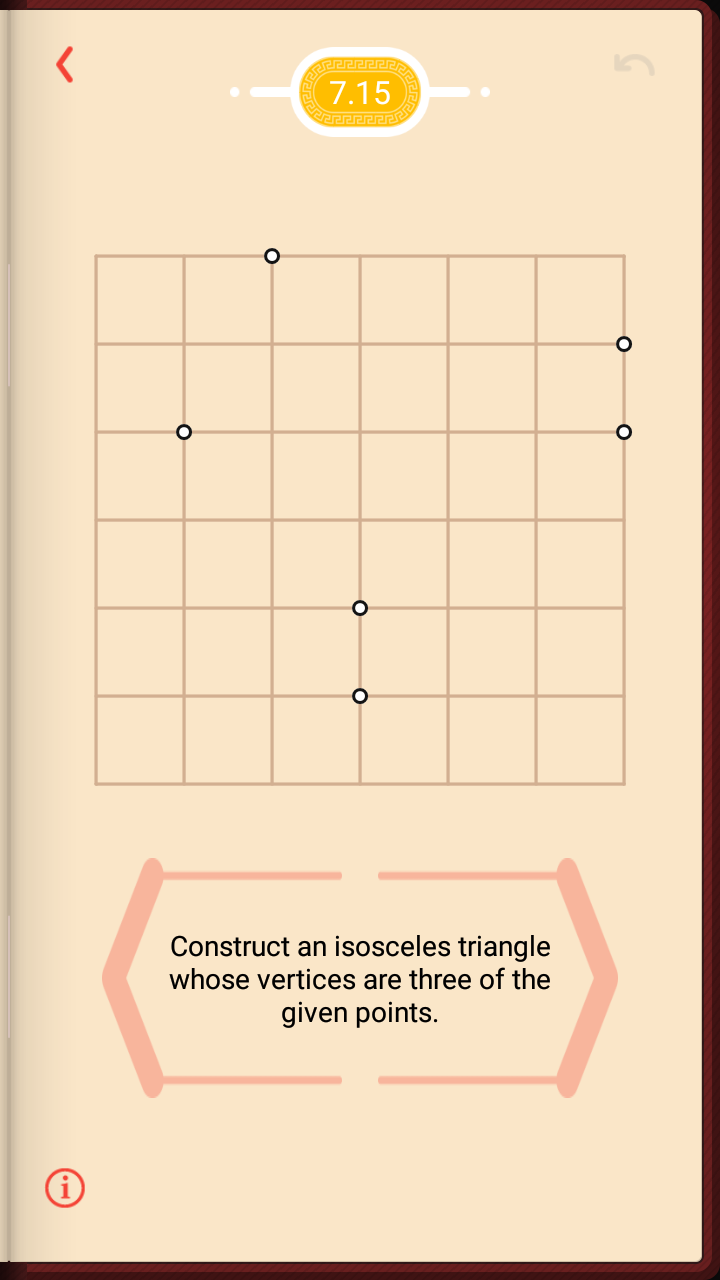 7.15
Construct an isosceles triangle
whose vertices are three of the
given points.
i